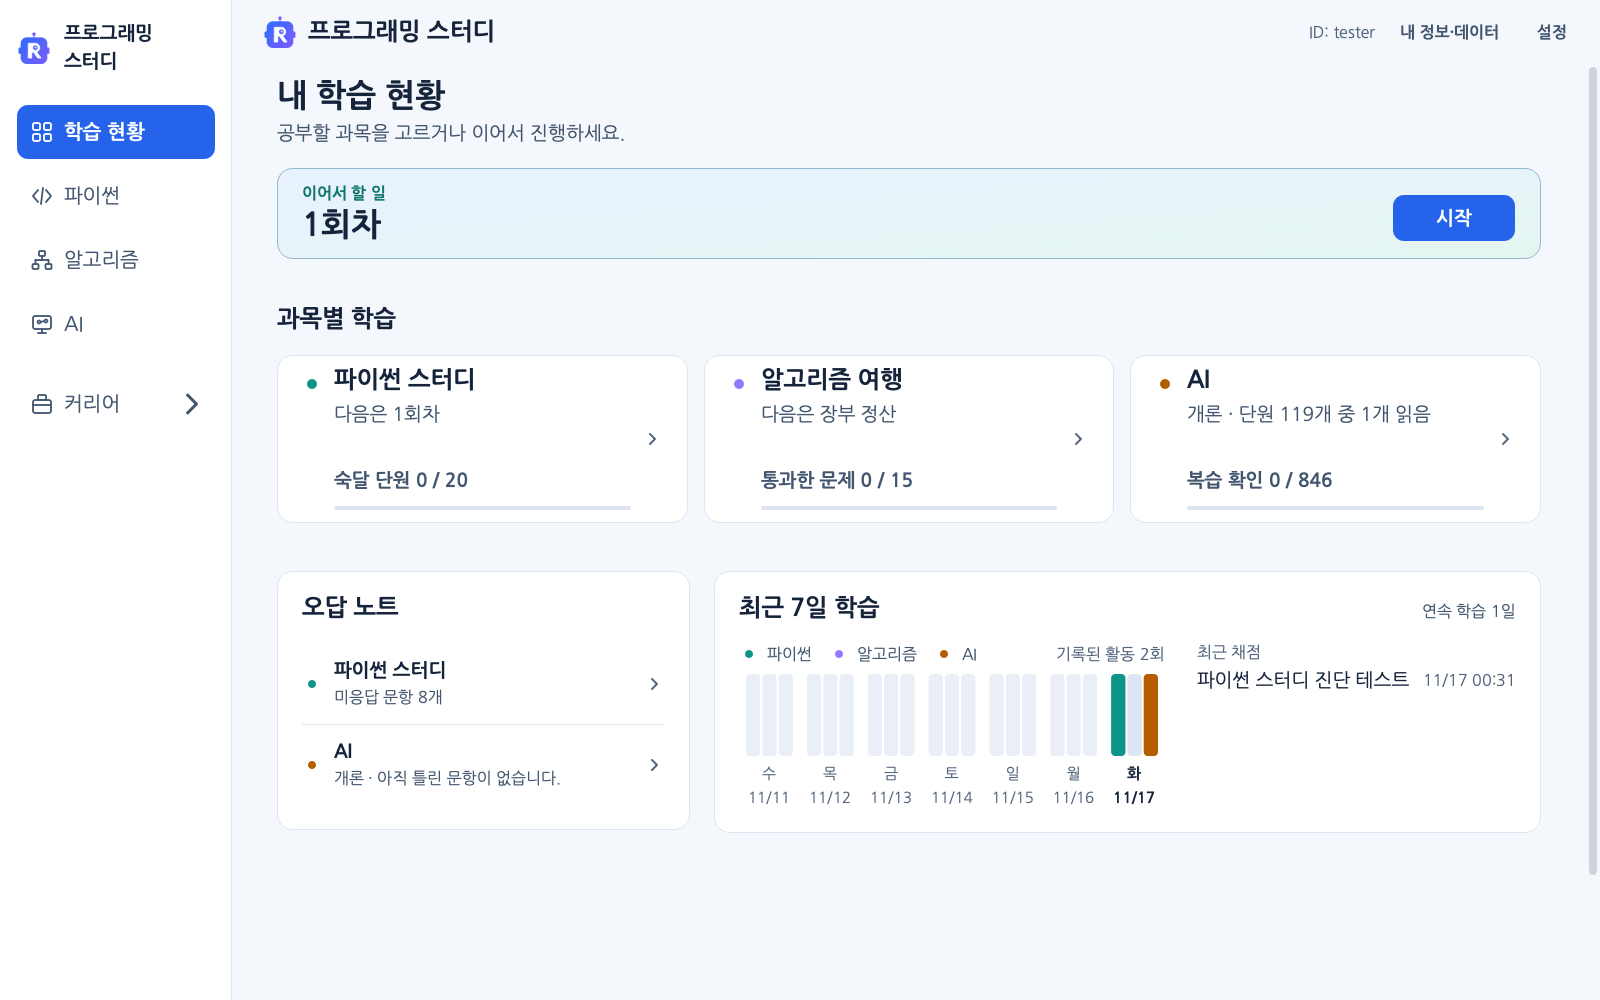 프로그래밍
스터디
학습 현황
파이썬
알고리즘
AI
커리어
프로그래밍 스터디
ID: tester
내 정보·데이터
설정
내 학습 현황
공부할 과목을 고르거나 이어서 진행하세요.
이어서 할 일
1회차
시작
과목별 학습
파이썬 스터디
다음은 1회차
숙달 단원 0 / 20
알고리즘 여행
다음은 장부 정산
통과한 문제 0 / 15
AI
개론 · 단원 119개 중 1개 읽음
복습 확인 0 / 846
오답 노트
파이썬 스터디
미응답 문항 8개
AI
개론 · 아직 틀린 문항이 없습니다.
최근 7일 학습
연속 학습 1일
파이썬
알고리즘
AI
기록된 활동 2회
수
목
금
토
일
월
화
11/11
11/12
11/13
11/14
11/15
11/16
11/17
최근 채점
파이썬 스터디 진단 테스트
11/17 00:31